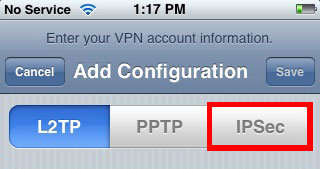 No Service 1:17 PM
Enter your VPN account information.
Cancel Add Configuration Save
L2TP PPTP IPSec